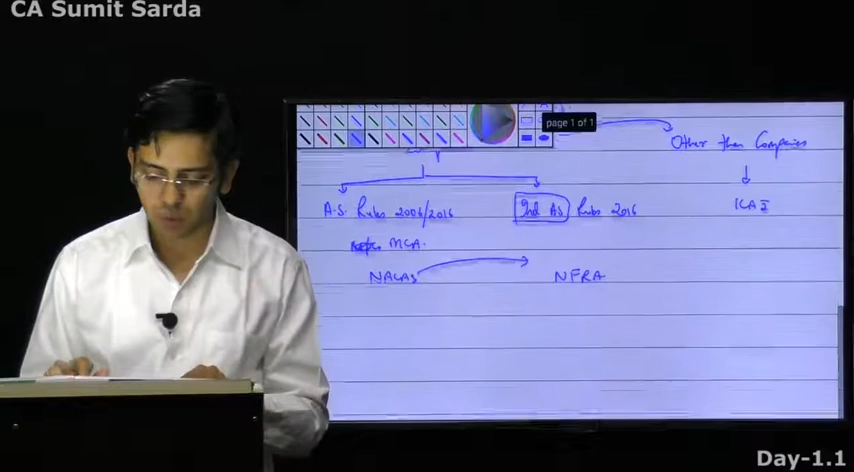 CA Sumit Sarda
page 1 of 1
Other than Companies
A.S. Rules 2006/2016
Ind AS Rules 2016
ICAI
MCA.
NACAS
NFRA
Day-1.1